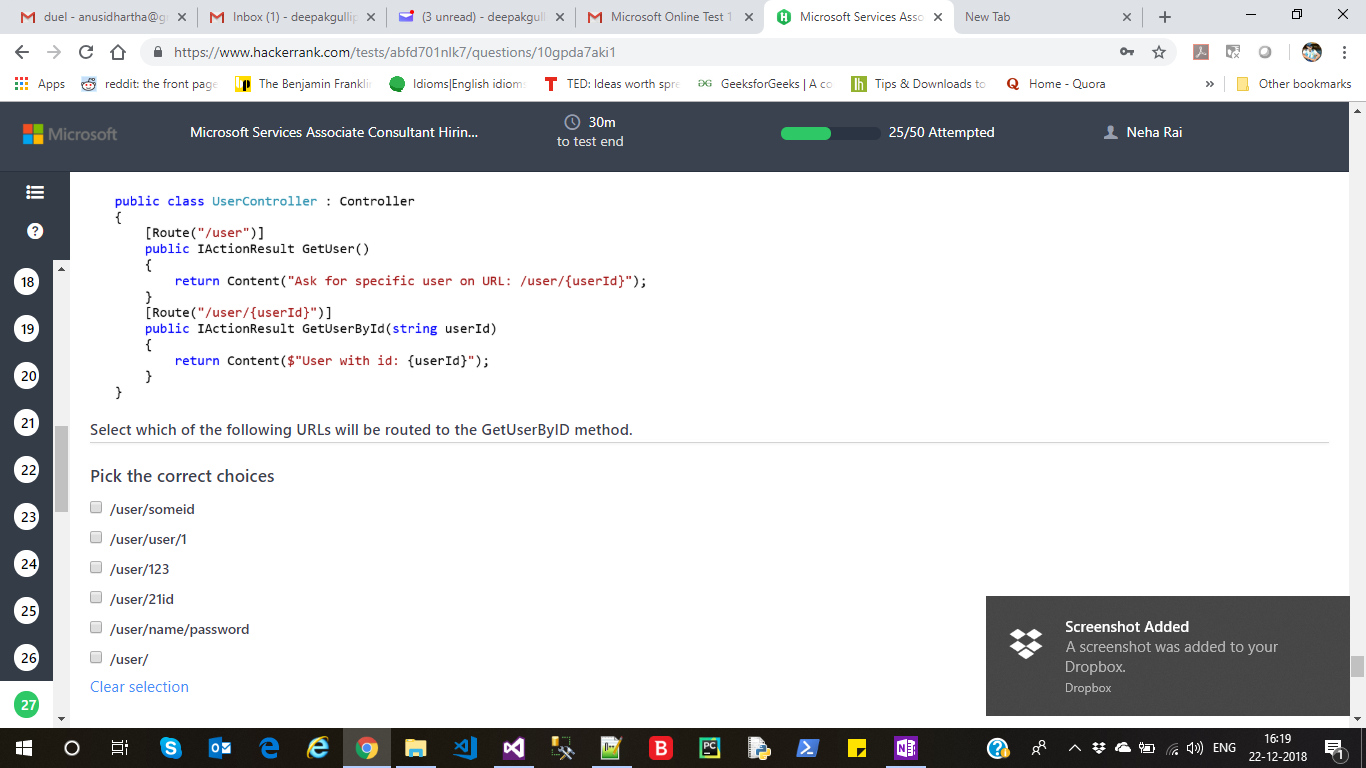 duel - anusidhartha@g
Inbox (1) - deepakgullip
(3 unread) - deepakgull
Microsoft Online Test 1
Microsoft Services Asso
New Tab
https://www.hackerrank.com/tests/abfd701nlk7/questions/10gpda7aki1
Apps
reddit: the front page
The Benjamin Franklin
Idioms|English idioms
TED: Ideas worth spre
GeeksforGeeks | A co
Tips & Downloads to
Home - Quora
Other bookmarks
Microsoft
Microsoft Services Associate Consultant Hirin...
30m
to test end
25/50 Attempted
Neha Rai
18
19
20
21
22
23
24
25
26
27
public class UserController : Controller
{
[Route("/user")]
public IActionResult GetUser()
{
return Content("Ask for specific user on URL: /user/{userId}");
}
[Route("/user/{userId}")]
public IActionResult GetUserById(string userId)
{
return Content($"User with id: {userId}");
}
}
Select which of the following URLs will be routed to the GetUserByID method.
Pick the correct choices
/user/someid
/user/user/1
/user/123
/user/21id
/user/name/password
/user/
Clear selection
Screenshot Added
A screenshot was added to your
Dropbox.
Dropbox
ENG
16:19
22-12-2018